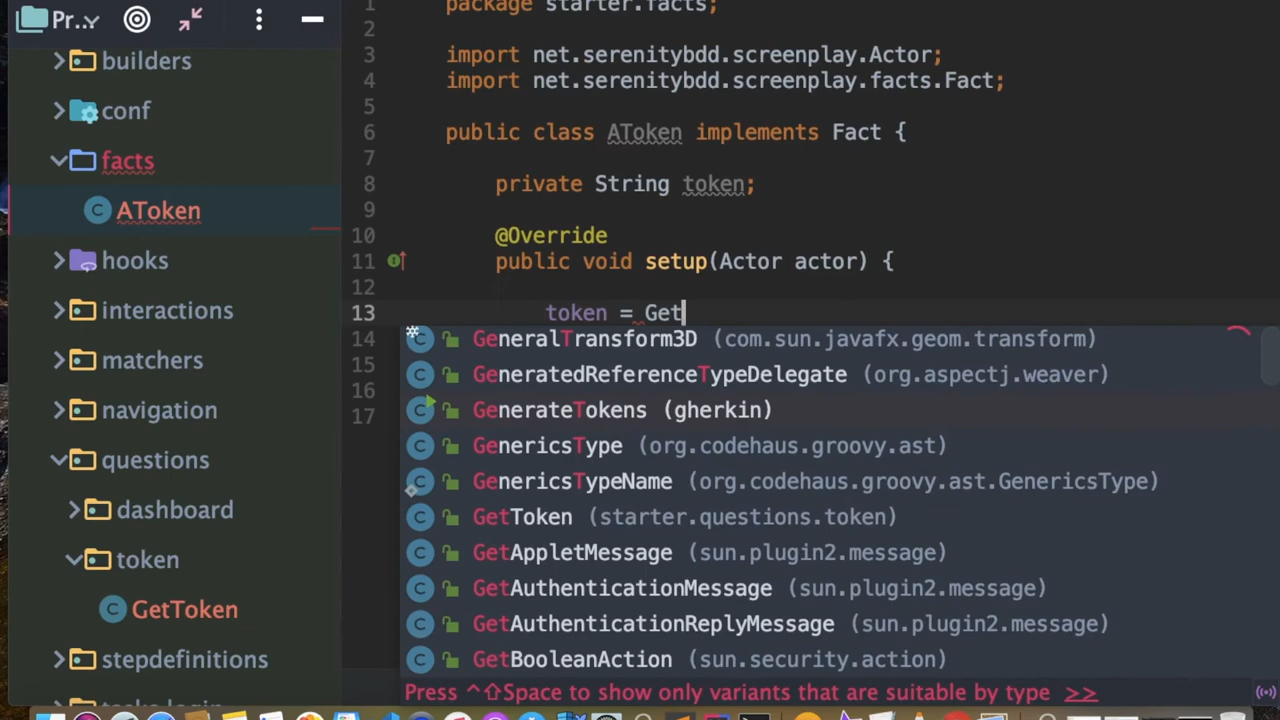 Pr...
builders
conf
facts
AToken
hooks
interactions
matchers
navigation
questions
dashboard
token
GetToken
stepdefinitions
1 package starter.facts;
2
3 import net.serenitybdd.screenplay.Actor;
4 import net.serenitybdd.screenplay.facts.Fact;
5
6 public class AToken implements Fact {
7
8 private String token;
9
10 @Override
11 public void setup(Actor actor) {
12
13 token = Get
14
15
16
17
GeneralTransform3D (com.sun.javafx.geom.transform)
GeneratedReferenceTypeDelegate (org.aspectj.weaver)
GenerateTokens (gherkin)
GenericsType (org.codehaus.groovy.ast)
GenericsTypeName (org.codehaus.groovy.ast.GenericsType)
GetToken (starter.questions.token)
GetAppletMessage (sun.plugin2.message)
GetAuthenticationMessage (sun.plugin2.message)
GetAuthenticationReplyMessage (sun.plugin2.message)
GetBooleanAction (sun.security.action)
Press ^⇧Space to show only variants that are suitable by type >>